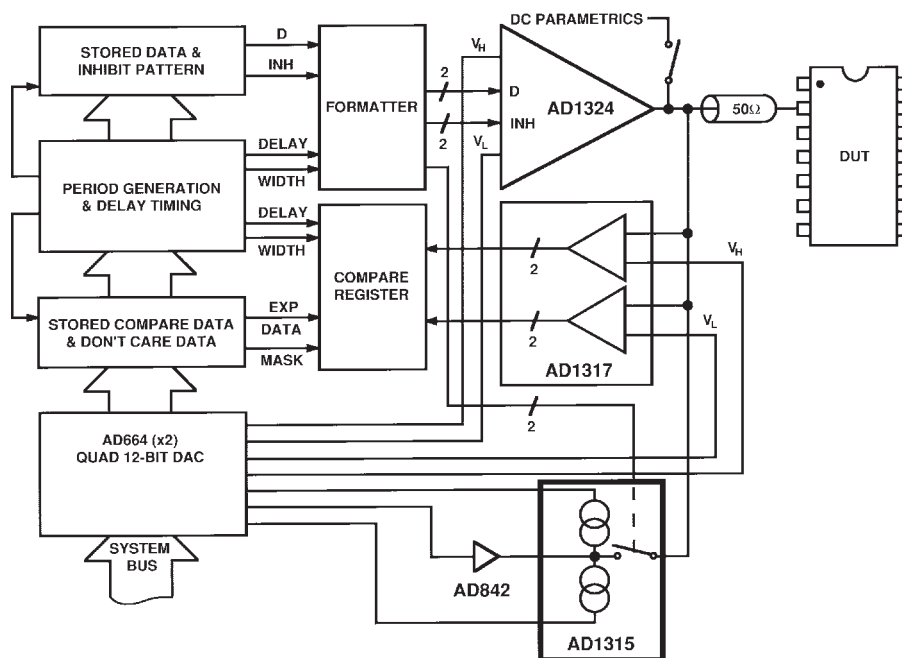 DC PARAMETRICS
STORED DATA &
INHIBIT PATTERN
D
INH
FORMATTER
VH
2
D
2
INH
VL
AD1324
50Ω
DUT
PERIOD GENERATION
& DELAY TIMING
DELAY
WIDTH
DELAY
WIDTH
COMPARE
REGISTER
2
VH
2
VL
AD1317
STORED COMPARE DATA
& DON'T CARE DATA
EXP
DATA
MASK
2
AD664 (x2)
QUAD 12-BIT DAC
SYSTEM
BUS
AD842
AD1315